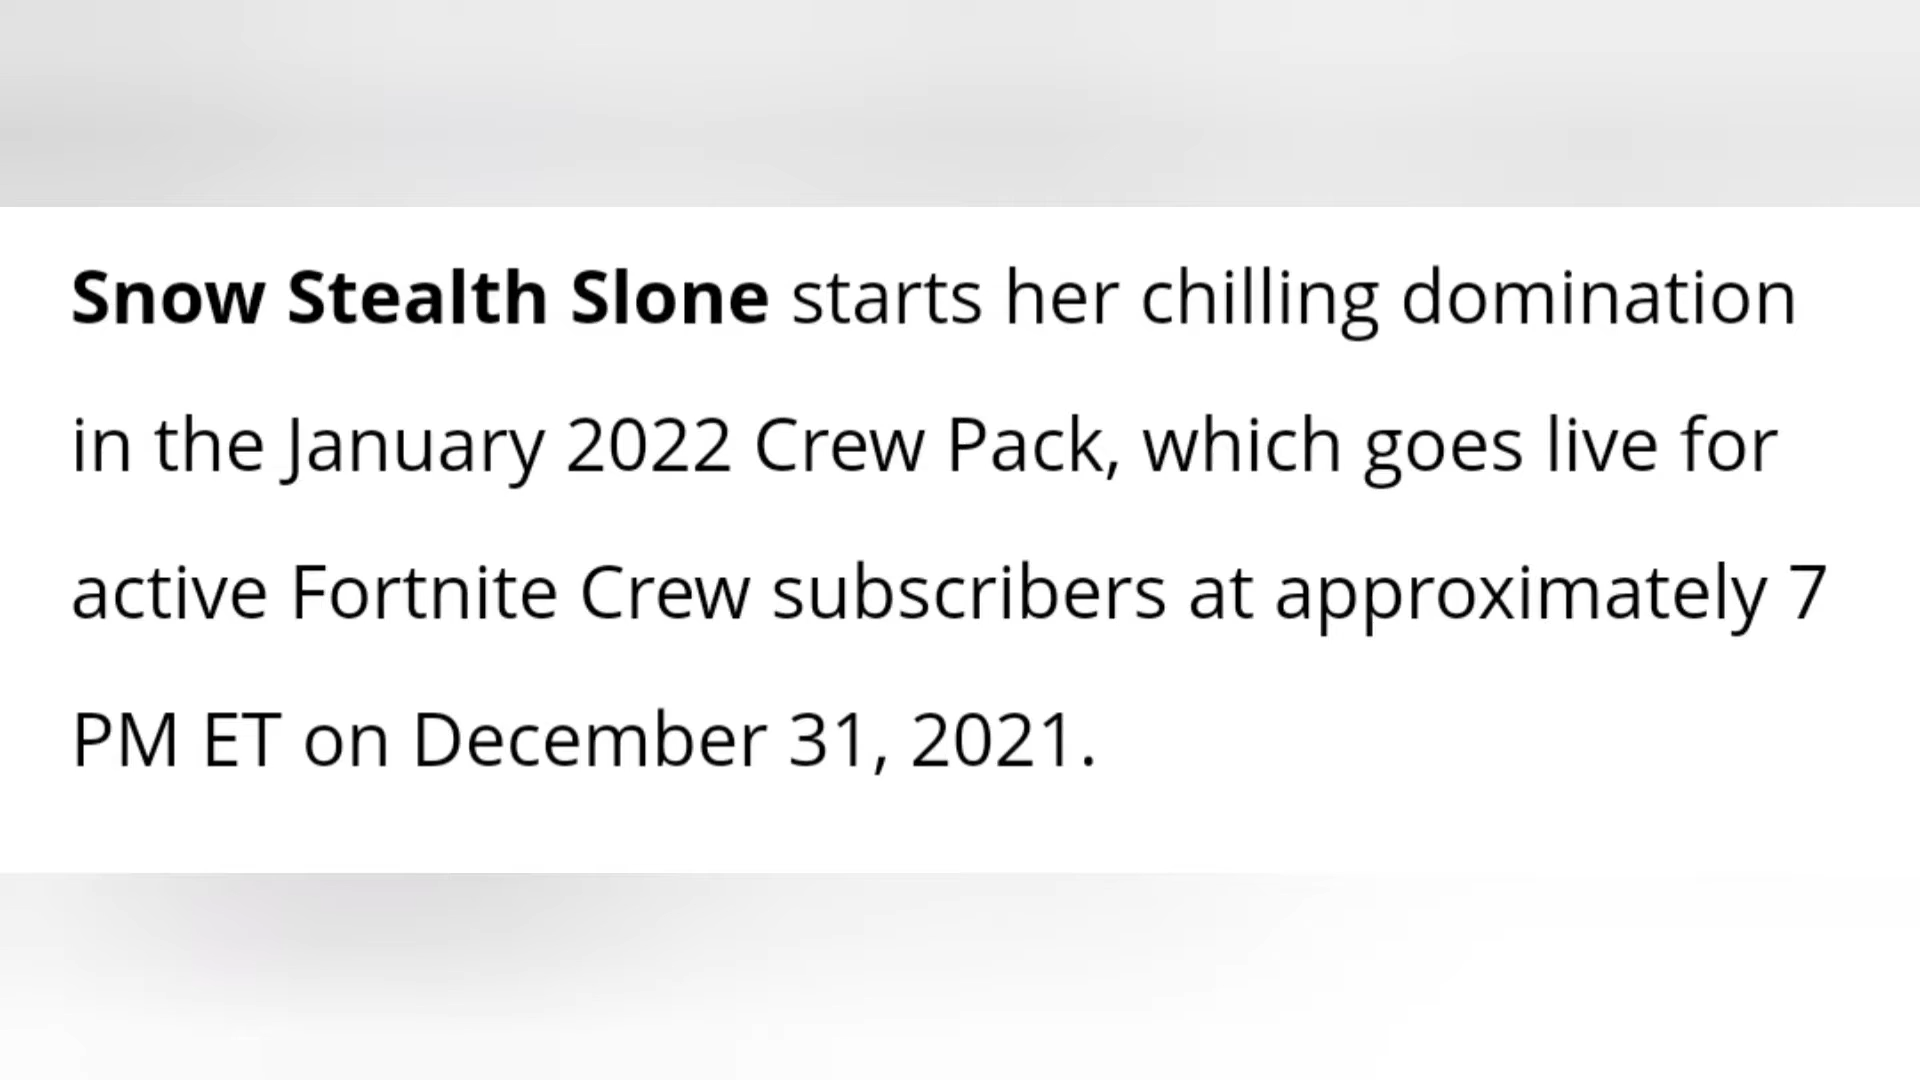 Snow Stealth Slone starts her chilling domination
in the January 2022 Crew Pack, which goes live for
active Fortnite Crew subscribers at approximately 7
PM ET on December 31, 2021.